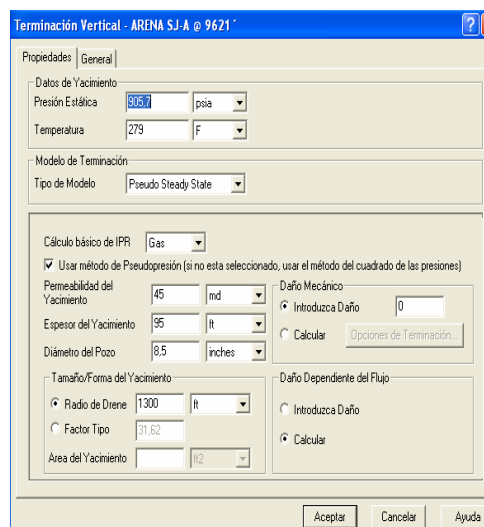 Terminación Vertical - ARENA SJ-A @ 9621 '
?
Propiedades General
Datos de Yacimiento
Presión Estática 905,7 psia
Temperatura 279 F
Modelo de Terminación
Tipo de Modelo Pseudo Steady State
Cálculo básico de IPR Gas
Usar método de Pseudopresión (si no esta seleccionado, usar el método del cuadrado de las presiones)
Permeabilidad del
Yacimiento 45 md
Espesor del Yacimiento 95 ft
Diámetro del Pozo 8,5 inches
Daño Mecánico
Introduzca Daño 0
Calcular Opciones de Terminación...
Tamaño/Forma del Yacimiento
Radio de Drene 1300 ft
Factor Tipo 31,62
Area del Yacimiento ft2
Daño Dependiente del Flujo
Introduzca Daño
Calcular
Aceptar Cancelar Ayuda